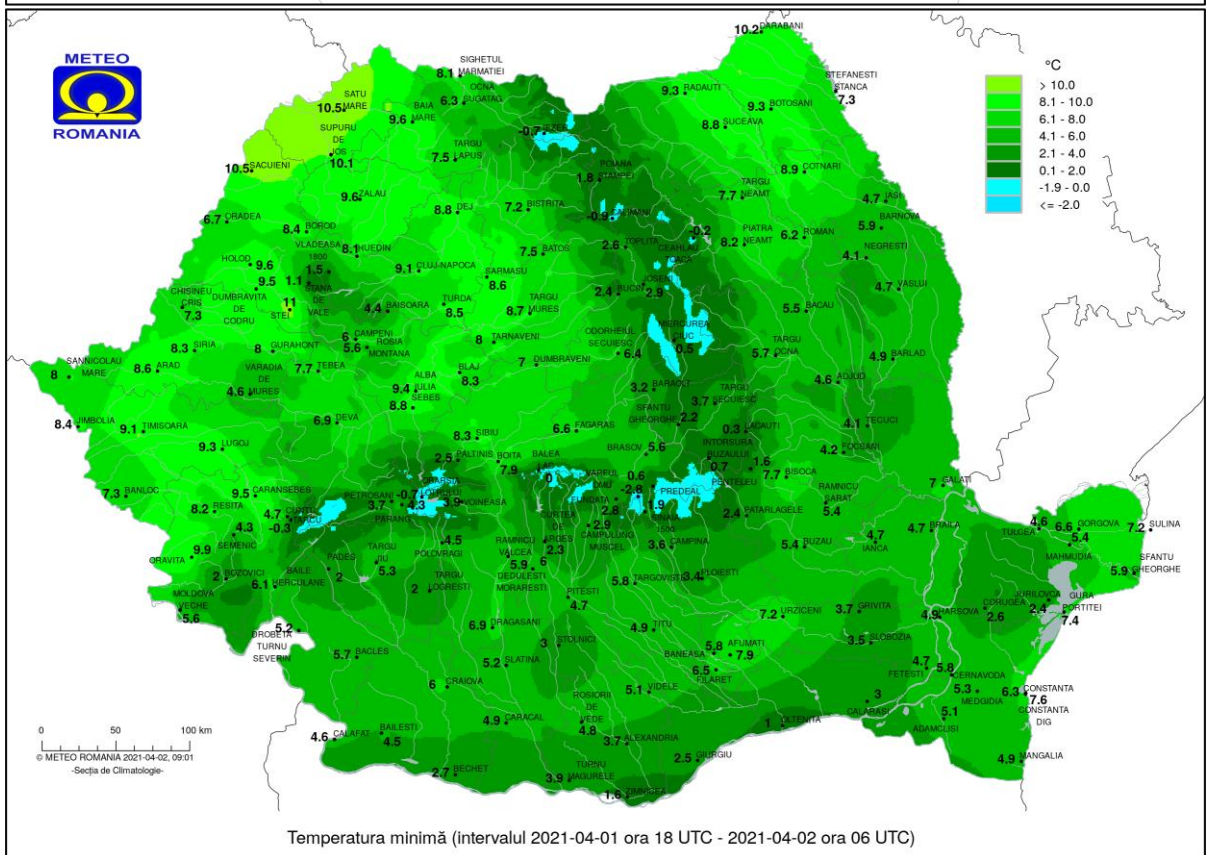 METEO
ROMANIA
°C
> 10.0
8.1 - 10.0
6.1 - 8.0
4.1 - 6.0
2.1 - 4.0
0.1 - 2.0
-1.9 - 0.0
<= -2.0
10.2 DARABANI
SIGHETUL
MARMATIEI
8.1
OCNA
SUGATAG
6.3
9.3 RADAUTI
STEFANESTI
STANCA
7.3
SATU
MARE
10.5
BAIA
MARE
9.6
9.3 BOTOSANI
8.8 SUCEAVA
SUPURU
DE
JOS
10.1
TARGU
LAPUS
7.5
POIANA
STAMPEI
1.8
8.9 COTNARI
10.5 SACUIENI
9.6 ZALAU
8.8 DEJ
7.2 BISTRITA
-0.9 CALIMANI
TARGU
NEAMT
7.7
4.7 IASI
6.7 ORADEA
8.4 BOROD
BARNOVA
5.9
VLADEASA
1800
1.5
8.1 HUEDIN
7.5 BATOS
2.6 TOPLITA
-0.2
CEAHLAU
TOACA
PIATRA
NEAMT
8.2
6.2 ROMAN
NEGRESTI
4.1
HOLOD
9.6
9.5
1.1
STANA
DE
VALE
9.1 CLUJ-NAPOCA
SARMASU
8.6
JOSENI
2.9
2.4 BUCIN
4.7 VASLUI
CHISINEU
CRIS
7.3
DUMBRAVITA
DE
CODRU
11
STEI
4.4 BAISOARA
TURDA
8.5
TARGU
MURES
8.7
5.5 BACAU
6 CAMPENI
5.6 ROSIA
MONTANA
8 TARNAVENI
ODORHEIUL
SECUIESC
6.4
MIERCUREA
CIUC
0.5
TARGU
OCNA
5.7
4.9 BARLAD
SANNICOLAU
MARE
8
8.3 SIRIA
8 GURAHONT
8.6 ARAD
7.7 TEBEA
BLAJ
8.3
7 DUMBRAVENI
VARADIA
DE
MURES
4.6
ALBA
IULIA
9.4
8.8 SEBES
3.2 BARAOLT
TARGU
SECUIESC
3.7
4.6 ADJUD
8.4 JIMBOLIA
9.1 TIMISOARA
6.9 DEVA
SFANTU
GHEORGHE
2.2
0.3 LACAUTI
4.1 TECUCI
9.3 LUGOJ
8.3 SIBIU
6.6 FAGARAS
BRASOV 5.6
INTORSURA
BUZAULUI
0.7
4.2 FOCSANI
2.5 PALTINIS
BOITA
7.9
BALEA
LAC
0
VARFUL
OMU
-2.8
0.6
PREDEAL
1.6
PENTELEU
7.7 BISOCA
7 GALATI
7.3 BANLOC
9.5 CARANSEBES
PETROSANI
3.7
-0.7
4.3
PARANG
3.9 VOINEASA
FUNDATA
2.8
1.9
SINAIA
1500
RAMNICU
SARAT
5.4
2.4 PATARLAGELE
8.2 RESITA
CUNTU
4.7
TARCU
-0.3
4.3
SEMENIC
4.5
POLOVRAGI
CURTEA
DE
ARGES
2.3
2.9
CAMPULUNG
MUSCEL
3.6 CAMPINA
5.4 BUZAU
4.7
IANCA
4.7 BRAILA
TULCEA
4.6
6.6 GORGOVA
5.4
MAHMUDIA
7.2 SULINA
SFANTU
GHEORGHE
5.9
ORAVITA
9.9
2 BOZOVICI
BAILE
HERCULANE
6.1
PADES
2
TARGU
JIU
5.3
RAMNICU
VALCEA
5.9
6
DEDULESTI
MORARESTI
5.8 TARGOVISTE
PLOIESTI
3.4
MOLDOVA
VECHE
5.6
TARGU
LOGRESTI
2
PITESTI
4.7
7.2 URZICENI
3.7 GRIVITA
4.9 HARSOVA
CORUGEA
2.6
JURILOVCA
2.4
GURA
PORTITEI
7.4
5.2
DROBETA
TURNU
SEVERIN
6.9 DRAGASANI
3 STOLNICI
4.9 TITU
3.5 SLOBOZIA
5.7 BACLES
5.2 SLATINA
BANEASA 5.8
AFUMATI
7.9
6.5
FILARET
FETESTI
4.7
5.8
CERNAVODA
6 CRAIOVA
ROSIORII
DE
VEDE
4.8
5.1 VIDELE
3
CALARASI
5.3
MEDGIDIA
6.3 CONSTANTA
7.6
CONSTANTA
DIG
4.9 CARACAL
1 OLTENITA
5.1
ADAMCLISI
4.6 CALAFAT
BAILESTI
4.5
3.7 ALEXANDRIA
2.5 GIURGIU
4.9 MANGALIA
2.7 BECHET
TURNU
MAGURELE
3.9
1.6 ZIMNICEA
0 50 100 km
© METEO ROMANIA 2021-04-02, 09:01
-Secția de Climatologie-
Temperatura minimă (intervalul 2021-04-01 ora 18 UTC - 2021-04-02 ora 06 UTC)